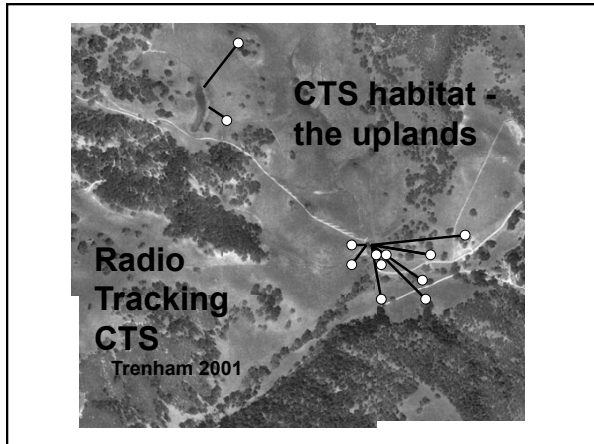 CTS habitat -
the uplands
Radio
Tracking
CTS
Trenham 2001